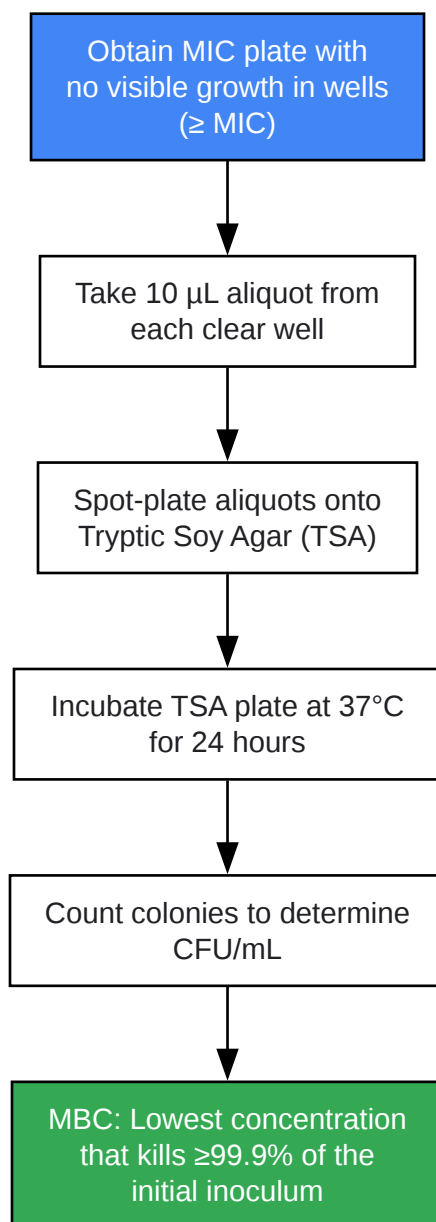 Obtain MIC plate with
no visible growth in wells
(≥ MIC)
Take 10 µL aliquot from
each clear well
Spot-plate aliquots onto
Tryptic Soy Agar (TSA)
Incubate TSA plate at 37°C
for 24 hours
Count colonies to determine
CFU/mL
MBC: Lowest concentration
that kills ≥99.9% of the
initial inoculum